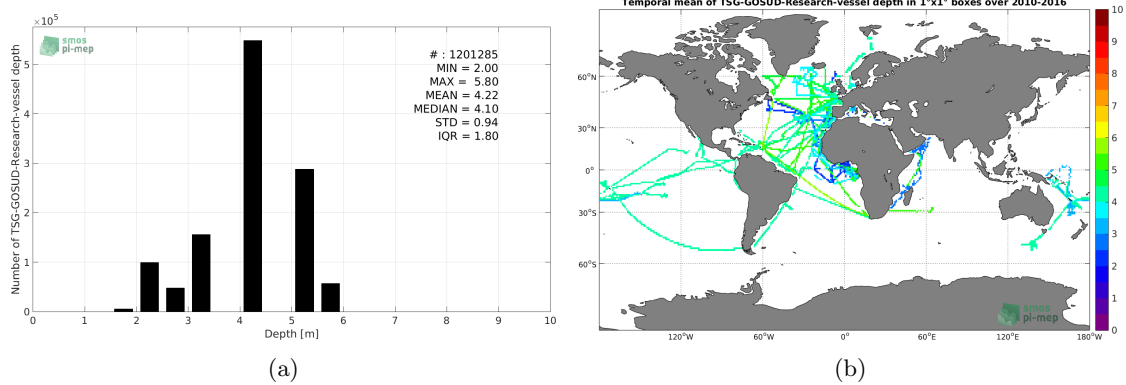 ×10⁵
smos
pi-mep
# : 1201285
MIN = 2.00
MAX = 5.80
MEAN = 4.22
MEDIAN = 4.10
STD = 0.94
IQR = 1.80
Number of TSG-GOSUD-Research-vessel depth
5
4
3
2
1
0
0 1 2 3 4 5 6 7 8 9 10
Depth [m]
(a)
Temporal mean of TSG-GOSUD-Research-vessel depth in 1°x1° boxes over 2010-2016
60°N
30°N
0°
30°S
60°S
120°W 60°W 0° 60°E 120°E 180°W
smos
pi-mep
10
9
8
7
6
5
4
3
2
1
0
(b)